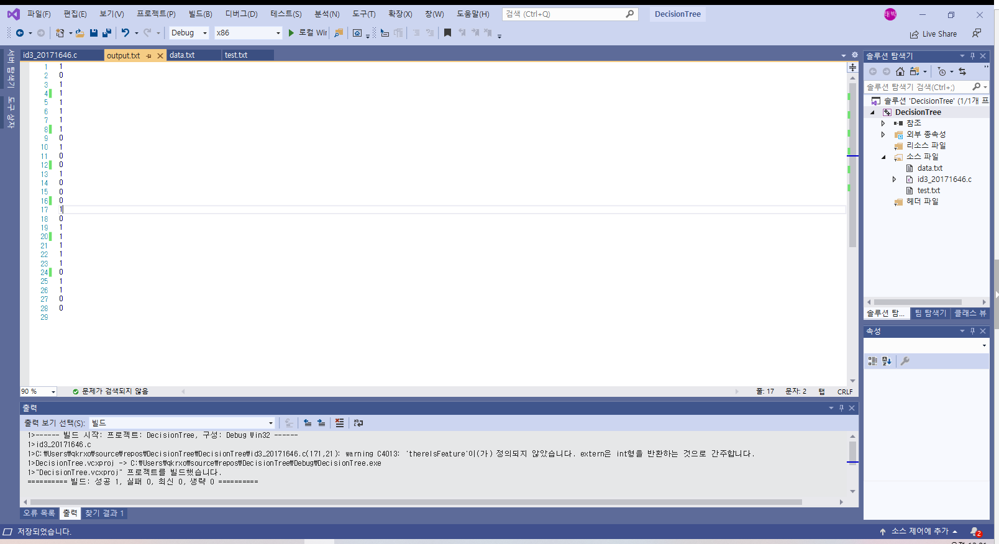 파일(F) 편집(E) 보기(V) 프로젝트(P) 빌드(B) 디버그(D) 테스트(S) 분석(N) 도구(T) 확장(X) 창(W) 도움말(H) 검색 (Ctrl+Q) DecisionTree 태박
Debug x86 로컬 Wir Live Share
서버 탐색기
도구 상자
id3_20171646.c output.txt data.txt test.txt
1 1
2 0
3 1
4 1
5 1
6 1
7 1
8 1
9 0
10 1
11 0
12 0
13 1
14 0
15 0
16 0
17 1
18 0
19 1
20 1
21 1
22 1
23 1
24 0
25 1
26 1
27 0
28 0
29
90 % 문제가 검색되지 않음 줄: 17 문자: 2 탭 CRLF
출력
출력 보기 선택(S): 빌드
1>------ 빌드 시작: 프로젝트: DecisionTree, 구성: Debug Win32 ------
1>id3_20171646.c
1>C:\Users\qkrxo\source\repos\DecisionTree\DecisionTree\id3_20171646.c(171,21): warning C4013: 'thereIsFeature'이(가) 정의되지 않았습니다. extern은 int형을 반환하는 것으로 간주합니다.
1>DecisionTree.vcxproj -> C:\Users\qkrxo\source\repos\DecisionTree\Debug\DecisionTree.exe
1>"DecisionTree.vcxproj" 프로젝트를 빌드했습니다.
========== 빌드: 성공 1, 실패 0, 최신 0, 생략 0 ==========
오류 목록 출력 찾기 결과 1
솔루션 탐색기
솔루션 탐색기 검색(Ctrl+;)
솔루션 'DecisionTree' (1/1개 프
DecisionTree
참조
외부 종속성
리소스 파일
소스 파일
data.txt
id3_20171646.c
test.txt
헤더 파일
솔루션 탐... 팀 탐색기 클래스 뷰
속성
저장되었습니다. 소스 제어에 추가 2